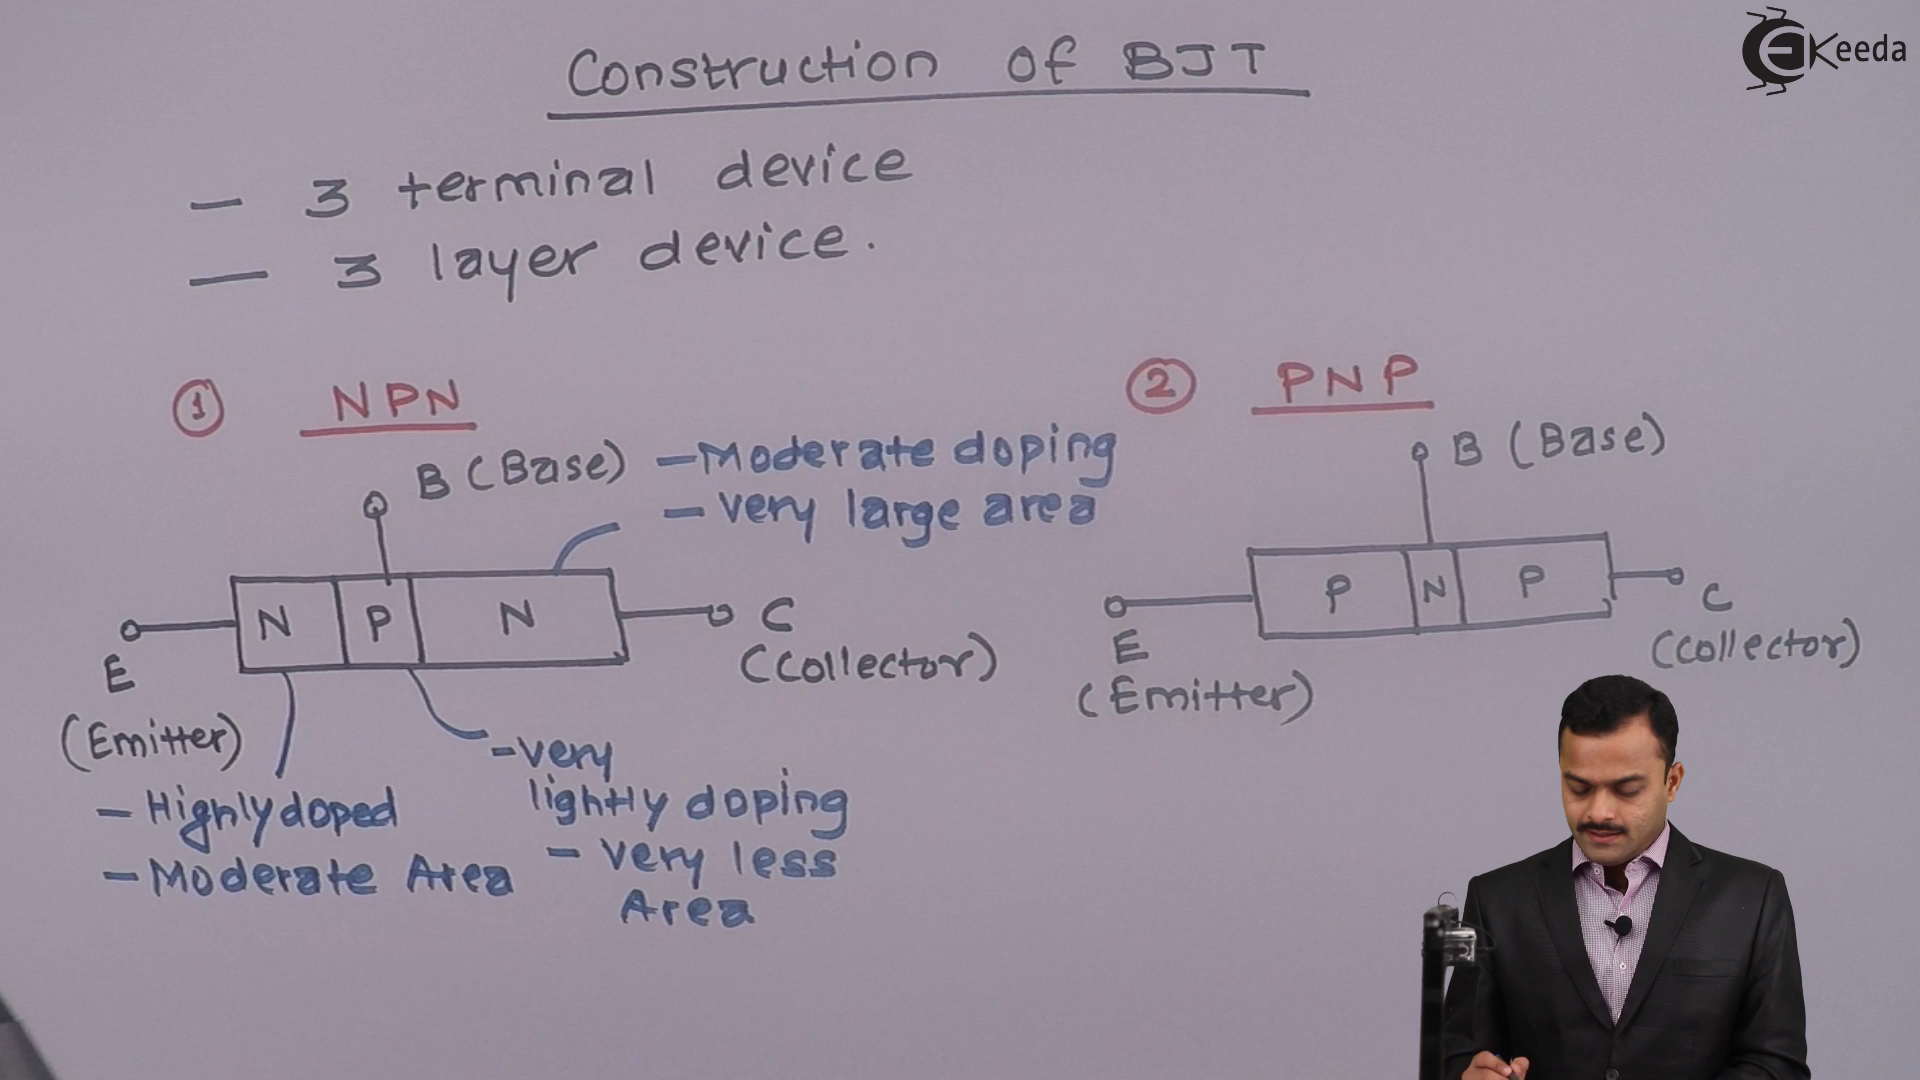 Construction of BJT
EKeeda
— 3 terminal device
— 3 layer device.
① NPN
B (Base)
- Moderate doping
- very large area
N P N
E
(Emitter)
C
(Collector)
- Highly doped
- Moderate Area
- very
lightly doping
- very less
Area
② PNP
B (Base)
P N P
E
(Emitter)
C
(Collector)